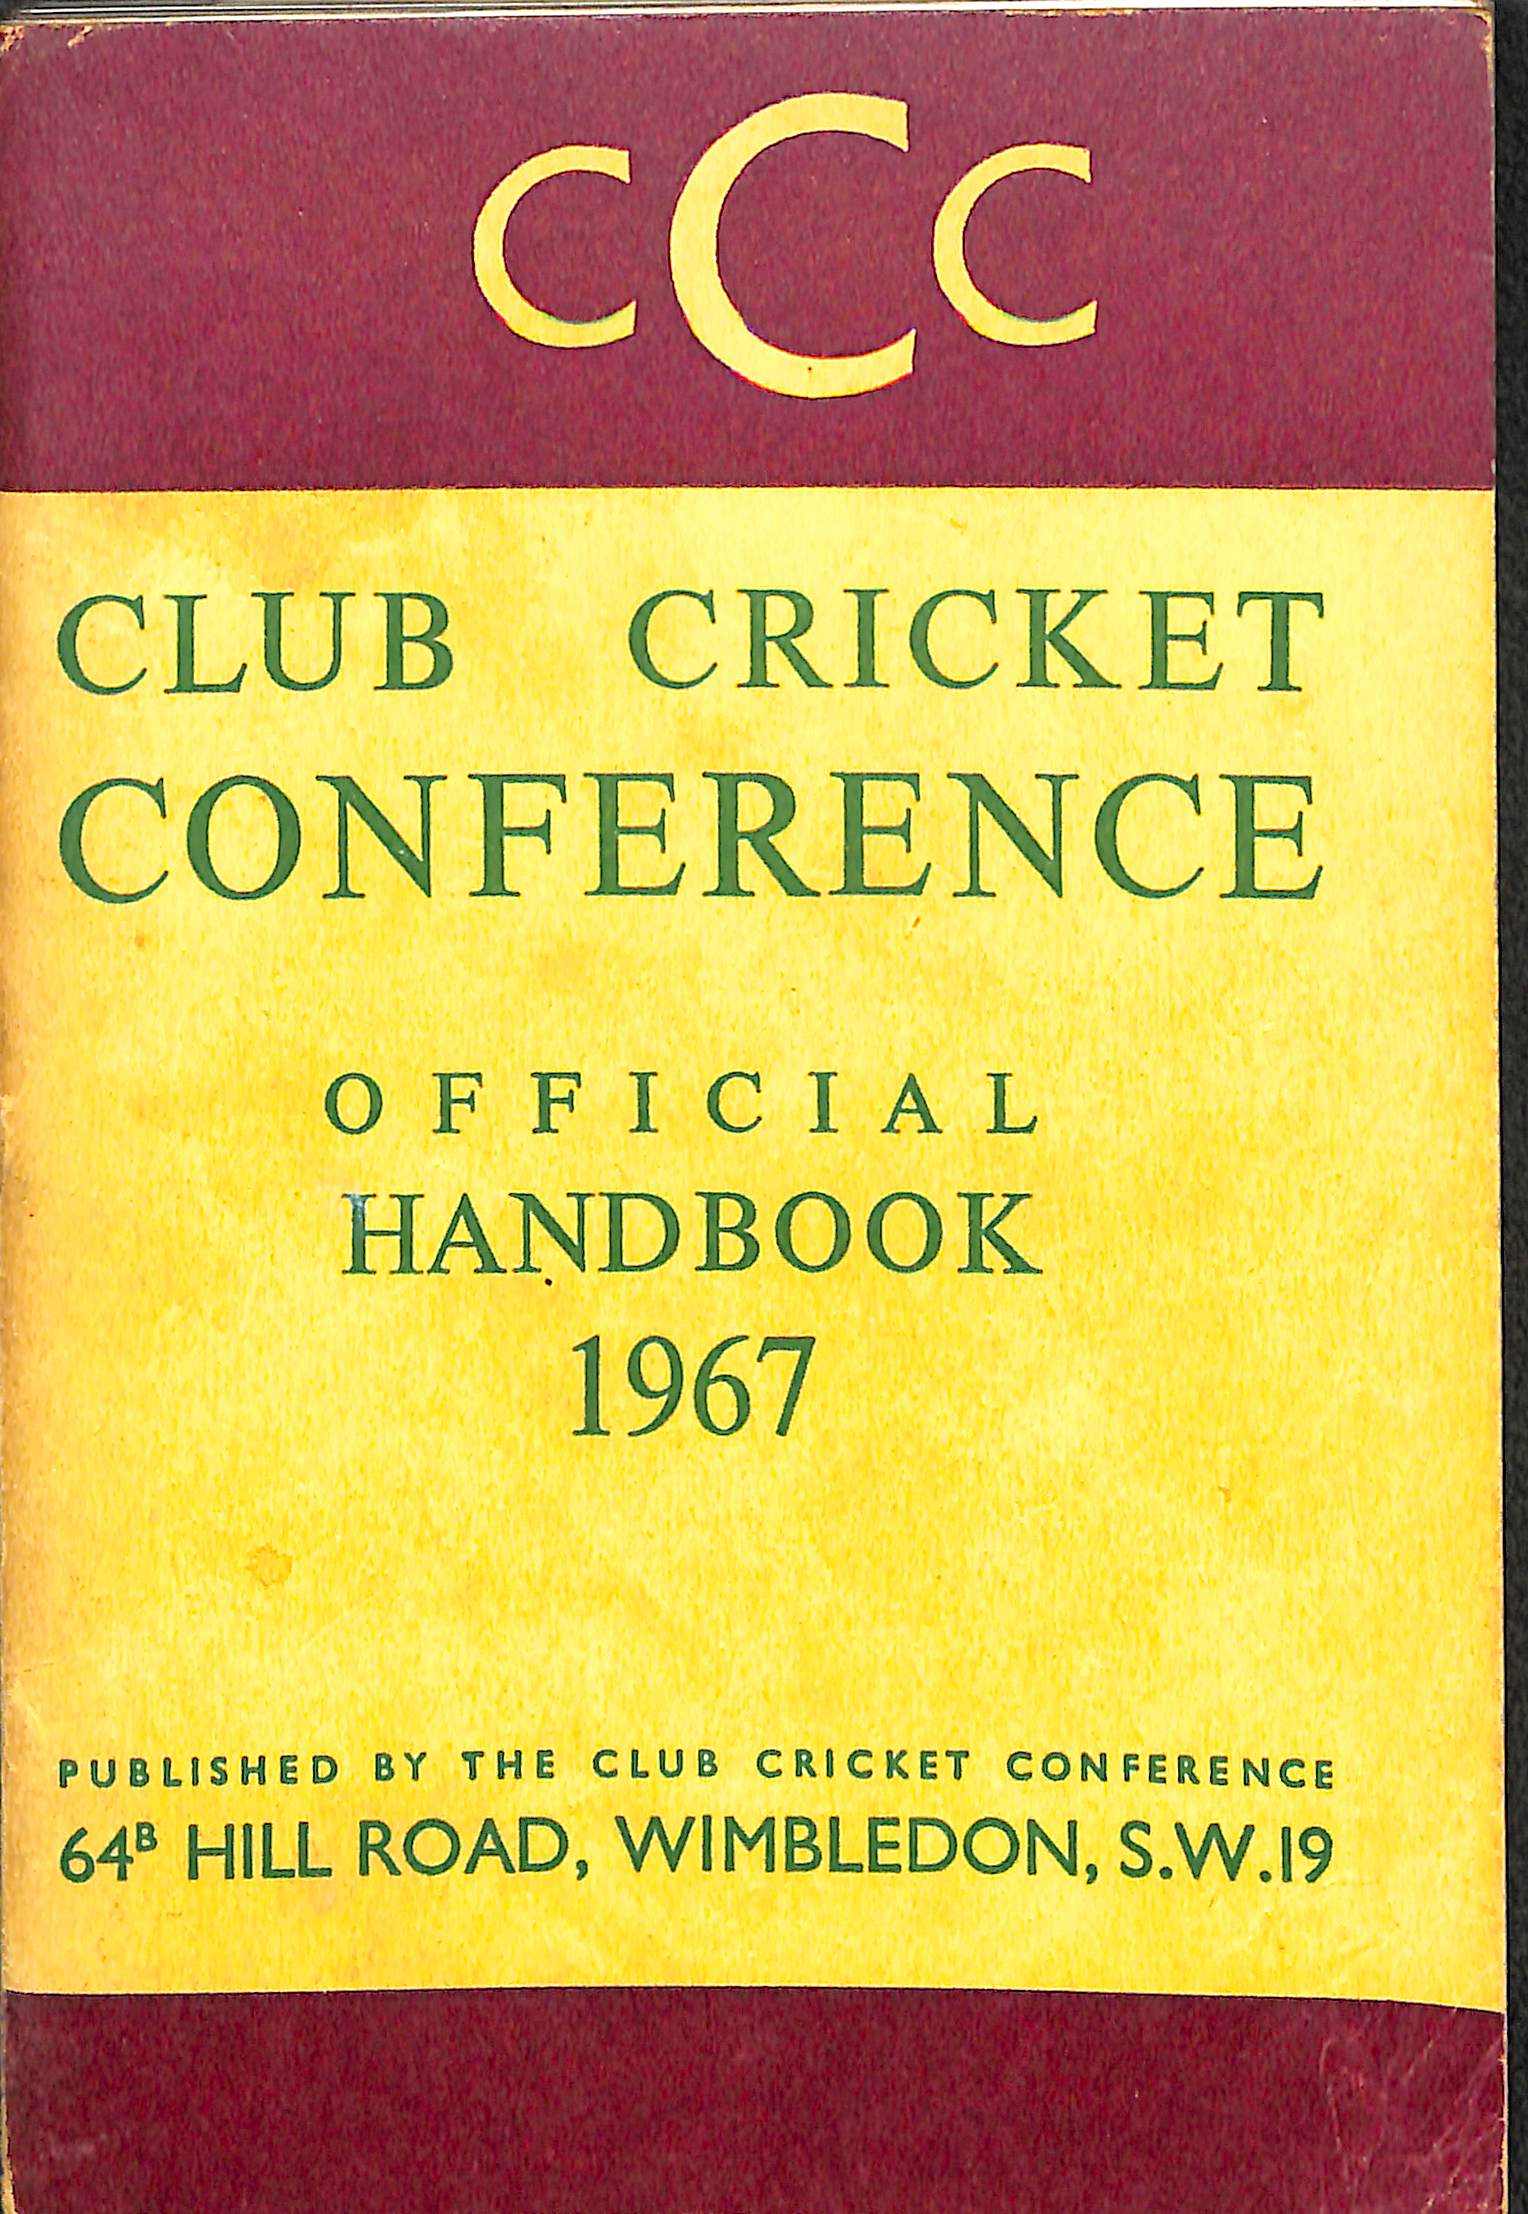 CCC
CLUB CRICKET
CONFERENCE
OFFICIAL
HANDBOOK
1967
PUBLISHED BY THE CLUB CRICKET CONFERENCE
64B HILL ROAD, WIMBLEDON, S.W.19